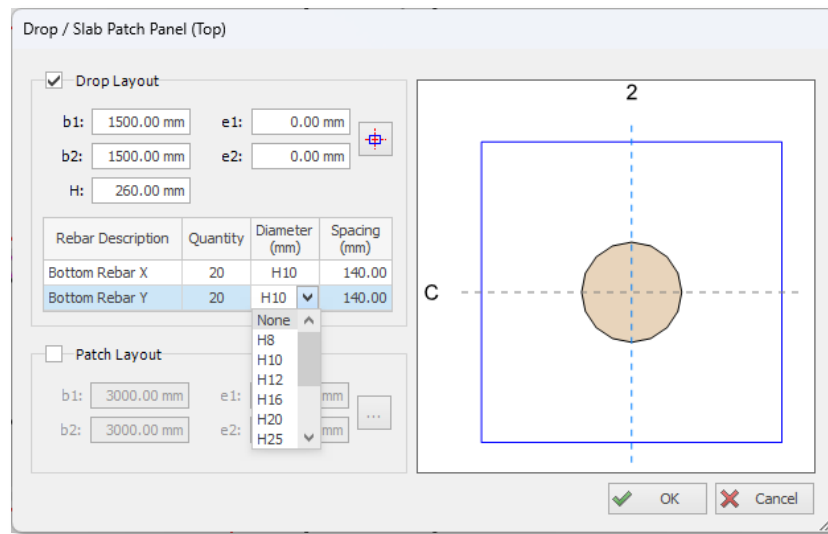 Drop / Slab Patch Panel (Top)
Drop Layout
b1: 1500.00 mm e1: 0.00 mm
b2: 1500.00 mm e2: 0.00 mm
H: 260.00 mm
Rebar Description Quantity Diameter (mm) Spacing (mm)
Bottom Rebar X 20 H10 140.00
Bottom Rebar Y 20 H10 140.00
None
H8
H10
H12
H16
H20
H25
Patch Layout
b1: 3000.00 mm e1: mm
b2: 3000.00 mm e2: mm
...
2
C
OK Cancel